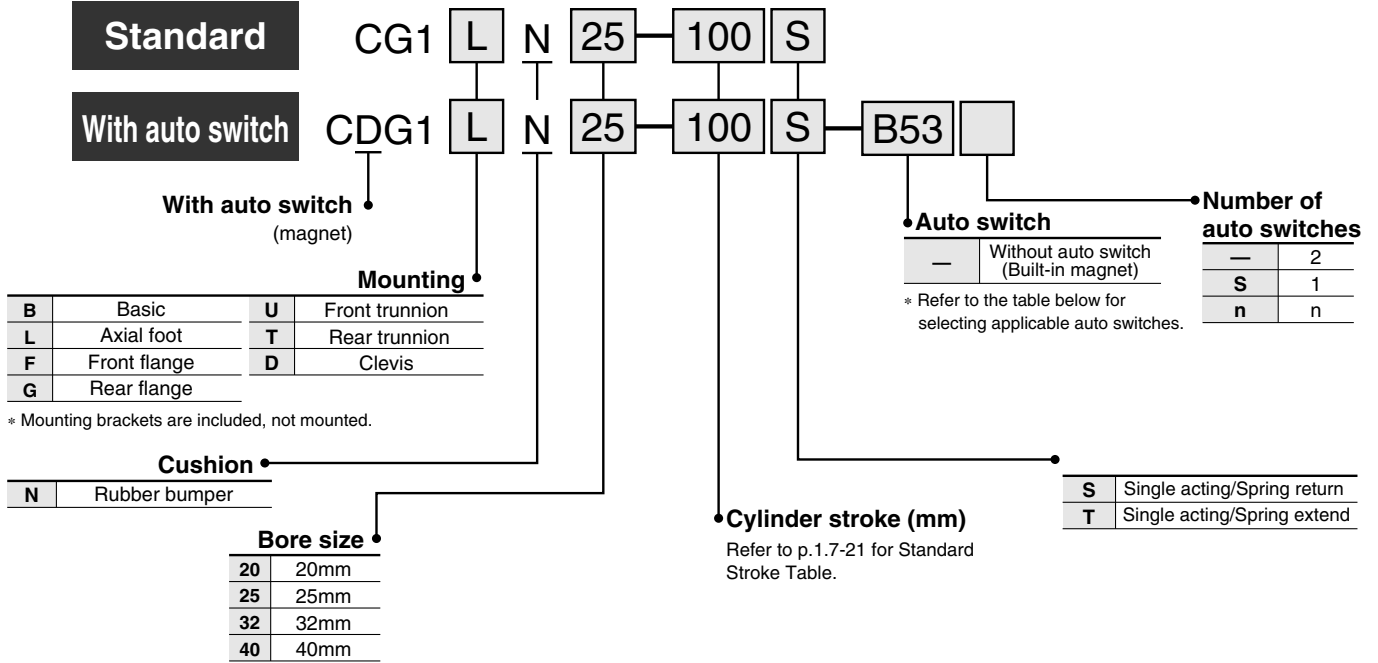 Standard CG1 L N 25 — 100 S
With auto switch CDG1 L N 25 — 100 S — B53
With auto switch
(magnet)
Mounting
B Basic U Front trunnion
L Axial foot T Rear trunnion
F Front flange D Clevis
G Rear flange
* Mounting brackets are included, not mounted.
Auto switch
— Without auto switch
(Built-in magnet)
* Refer to the table below for
selecting applicable auto switches.
Number of
auto switches
— 2
S 1
n n
Cushion
N Rubber bumper
Bore size
20 20mm
25 25mm
32 32mm
40 40mm
Cylinder stroke (mm)
Refer to p.1.7-21 for Standard
Stroke Table.
S Single acting/Spring return
T Single acting/Spring extend